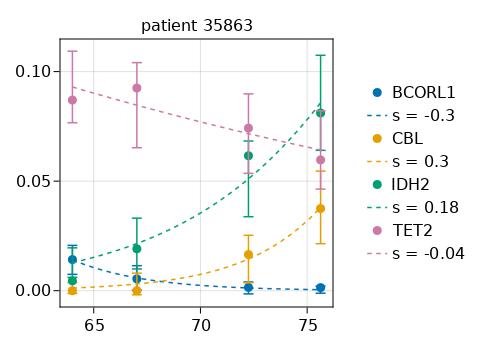 patient 35863
0.10
0.05
0.00
65
70
75
BCORL1
s = -0.3
CBL
s = 0.3
IDH2
s = 0.18
TET2
s = -0.04